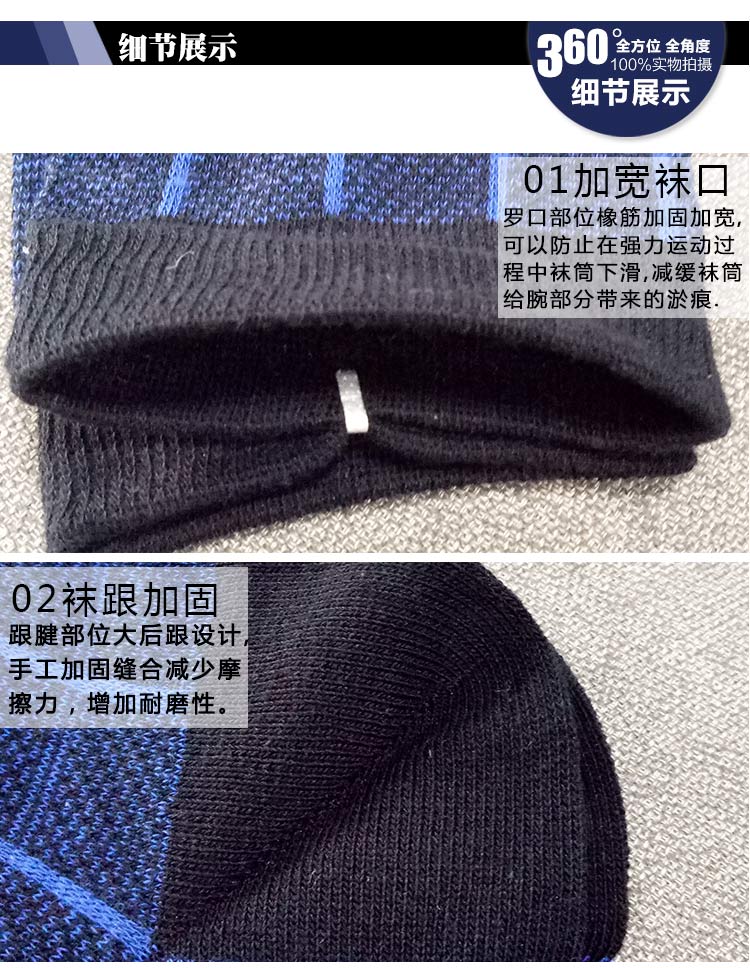 细节展示
360°全方位 全角度
100%实物拍摄
细节展示
01加宽袜口
罗口部位橡筋加固加宽,
可以防止在强力运动过
程中袜筒下滑,减缓袜筒
给腕部分带来的淤痕.
02袜跟加固
跟腱部位大后跟设计,
手工加固缝合减少摩
擦力，增加耐磨性。